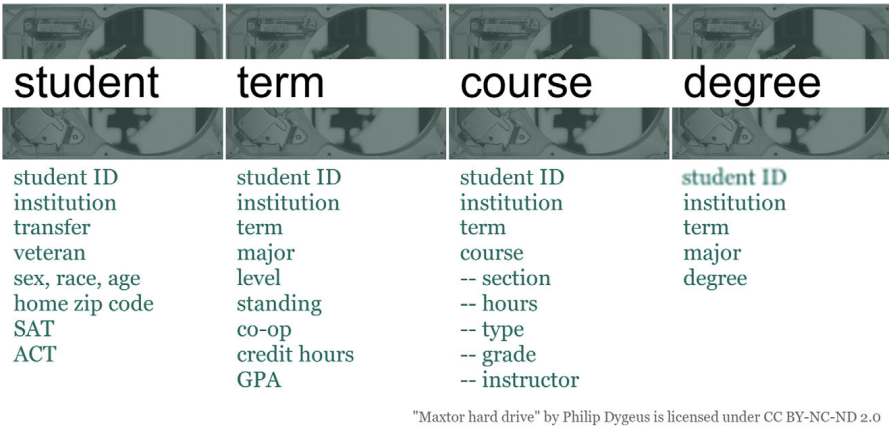 student
student ID
institution
transfer
veteran
sex, race, age
home zip code
SAT
ACT
term
student ID
institution
term
major
level
standing
co-op
credit hours
GPA
course
student ID
institution
term
course
-- section
-- hours
-- type
-- grade
-- instructor
degree
student ID
institution
term
major
degree
"Maxtor hard drive" by Philip Dygeus is licensed under CC BY-NC-ND 2.0